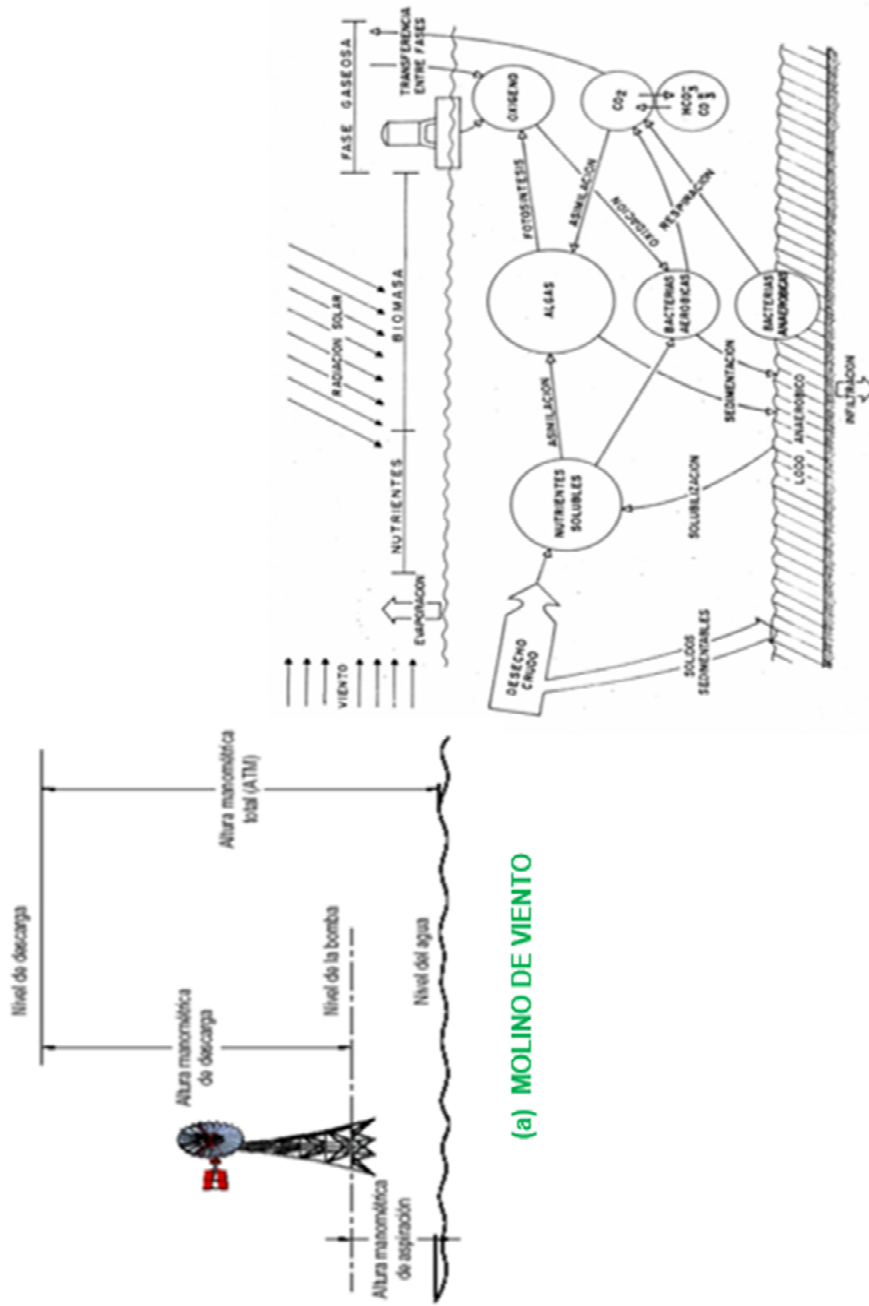 Nivel de descarga
Altura manométrica
de descarga
Altura manométrica
total (ATM)
Nivel de la bomba
Altura manométrica
de aspiración
Nivel del agua
(a) MOLINO DE VIENTO
VIENTO
EVAPORACION
RADIACION SOLAR
NUTRIENTES
BIOMASA
FASE GASEOSA
TRANSFERENCIA
ENTRE FASES
DESECHO
CRUDO
NUTRIENTES
SOLUBLES
ASIMILACION
ALGAS
FOTOSINTESIS
OXIGENO
ASIMILACION
CO2
HCO3-
CO3=
OXIDACION
RESPIRACION
BACTERIAS
AEROBICAS
BACTERIAS
ANAEROBICAS
SEDIMENTACION
SOLUBILIZACION
SOLIDOS
SEDIMENTABLES
LODO ANAEROBICO
INFILTRACION